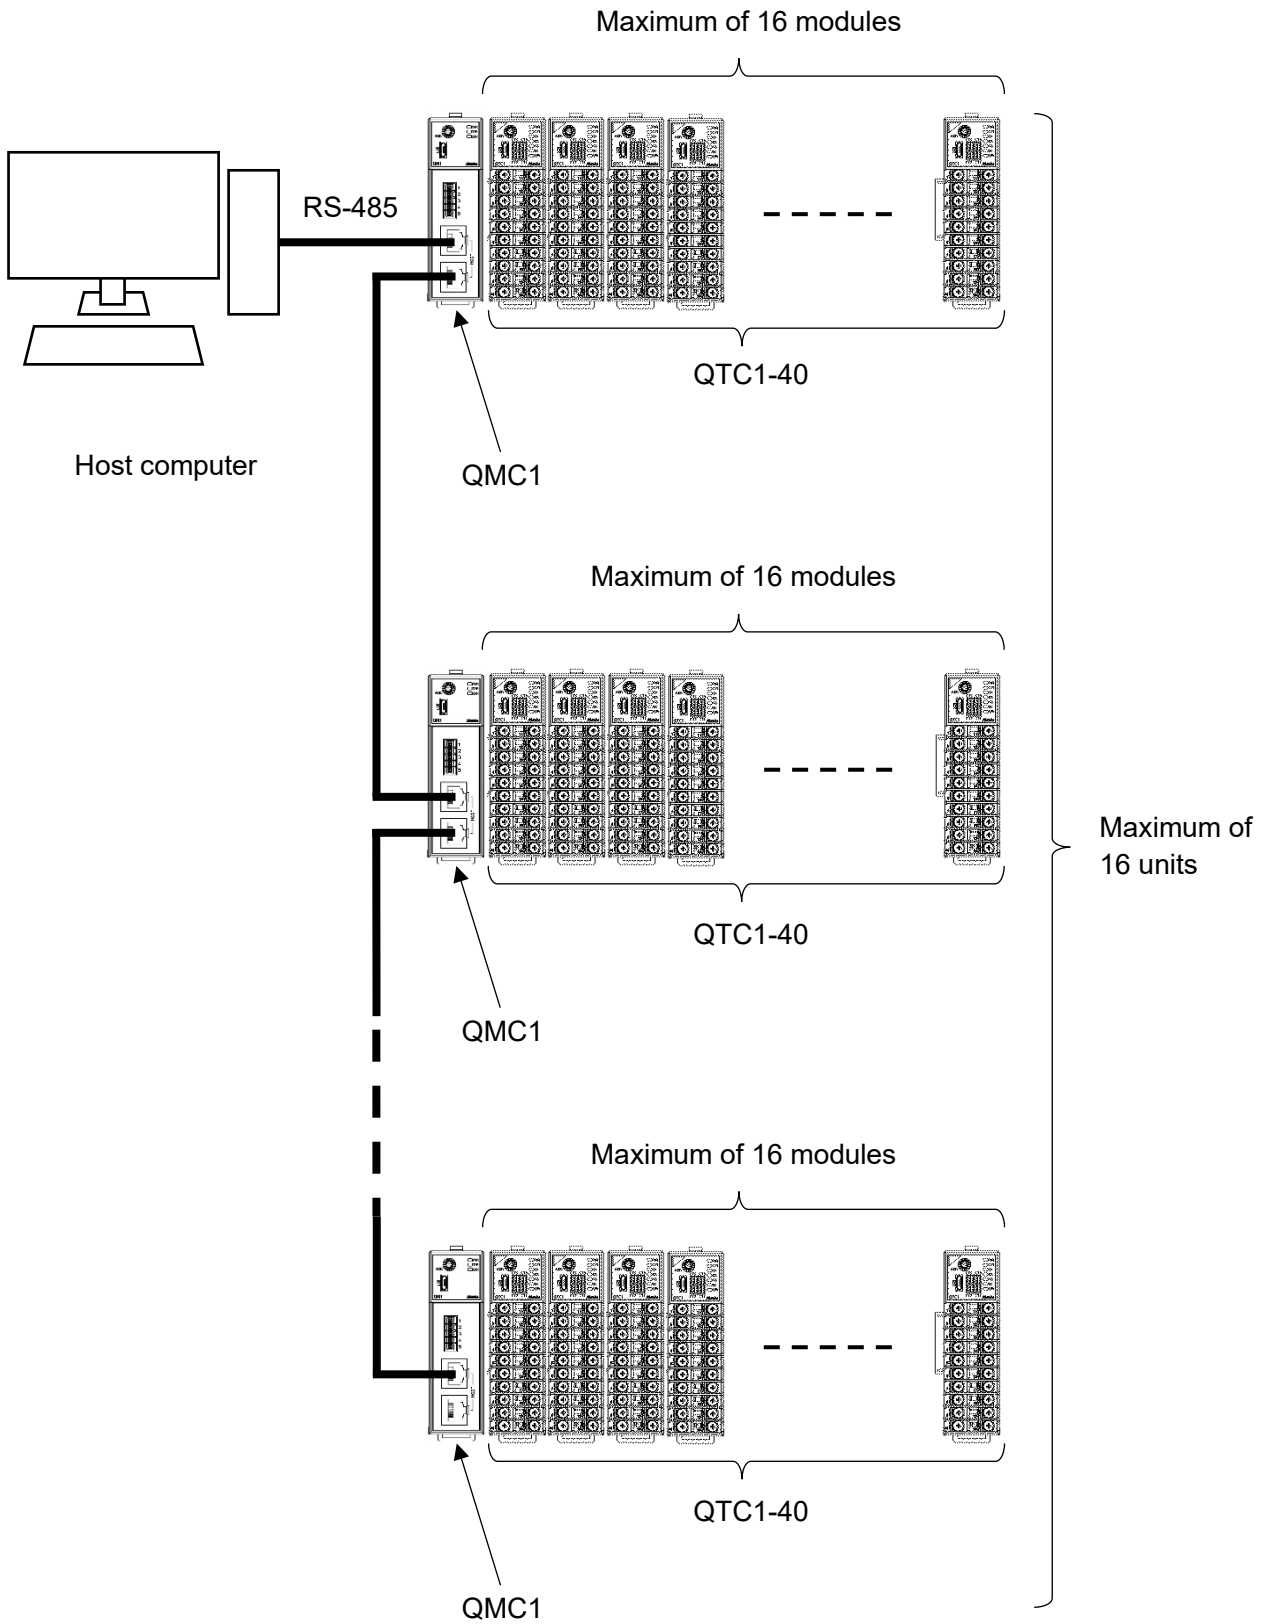 Maximum of 16 modules
RS-485
QTC1-40
Host computer
QMC1
Maximum of 16 modules
Maximum of
16 units
QTC1-40
QMC1
Maximum of 16 modules
QTC1-40
QMC1